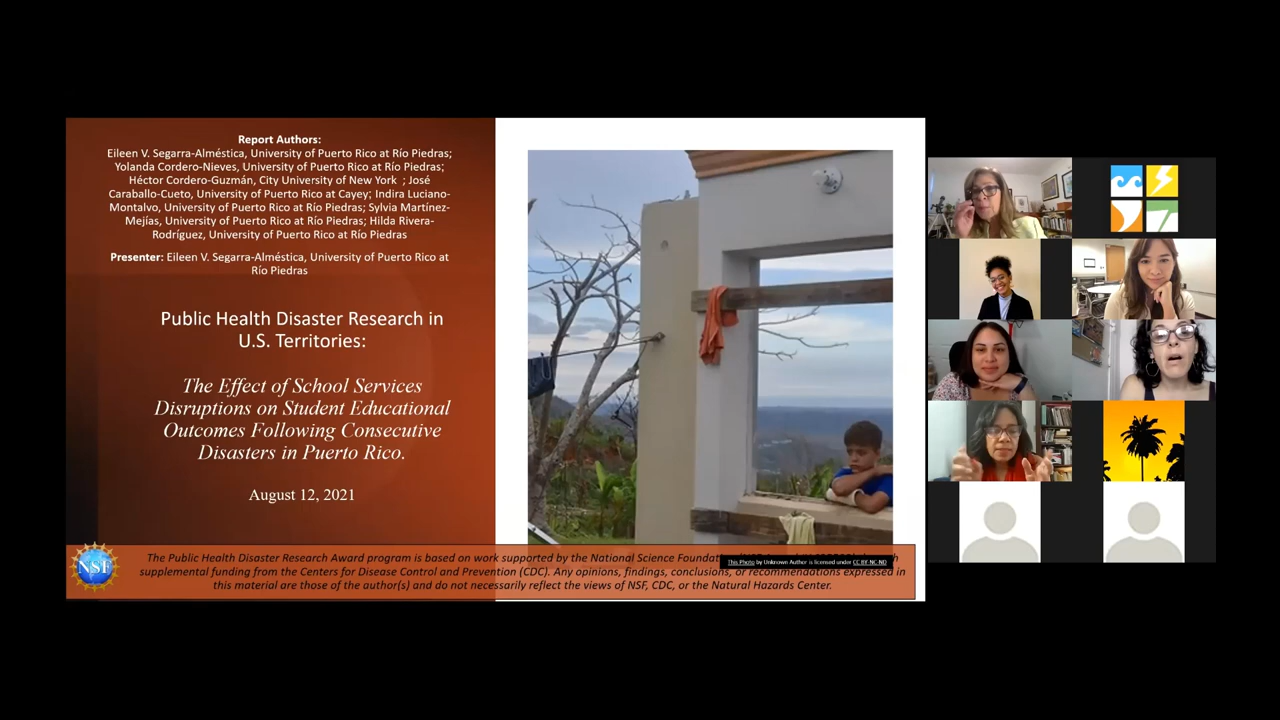 Report Authors:
Eileen V. Segarra-Alméstica, University of Puerto Rico at Río Piedras;
Yolanda Cordero-Nieves, University of Puerto Rico at Río Piedras;
Héctor Cordero-Guzmán, City University of New York ; José
Caraballo-Cueto, University of Puerto Rico at Cayey; Indira Luciano-
Montalvo, University of Puerto Rico at Río Piedras; Sylvia Martínez-
Mejías, University of Puerto Rico at Río Piedras; Hilda Rivera-
Rodríguez, University of Puerto Rico at Río Piedras
Presenter: Eileen V. Segarra-Alméstica, University of Puerto Rico at
Río Piedras
Public Health Disaster Research in
U.S. Territories:
The Effect of School Services
Disruptions on Student Educational
Outcomes Following Consecutive
Disasters in Puerto Rico.
August 12, 2021
NSF
The Public Health Disaster Research Award program is based on work supported by the National Science
supplemental funding from the Centers for Disease Control and Prevention (CDC). Any opinions, findings, conclusions, or recommendations expressed in
this material are those of the author(s) and do not necessarily reflect the views of NSF, CDC, or the Natural Hazards Center.
This Photo by Unknown Author is licensed under CC BY-NC-ND